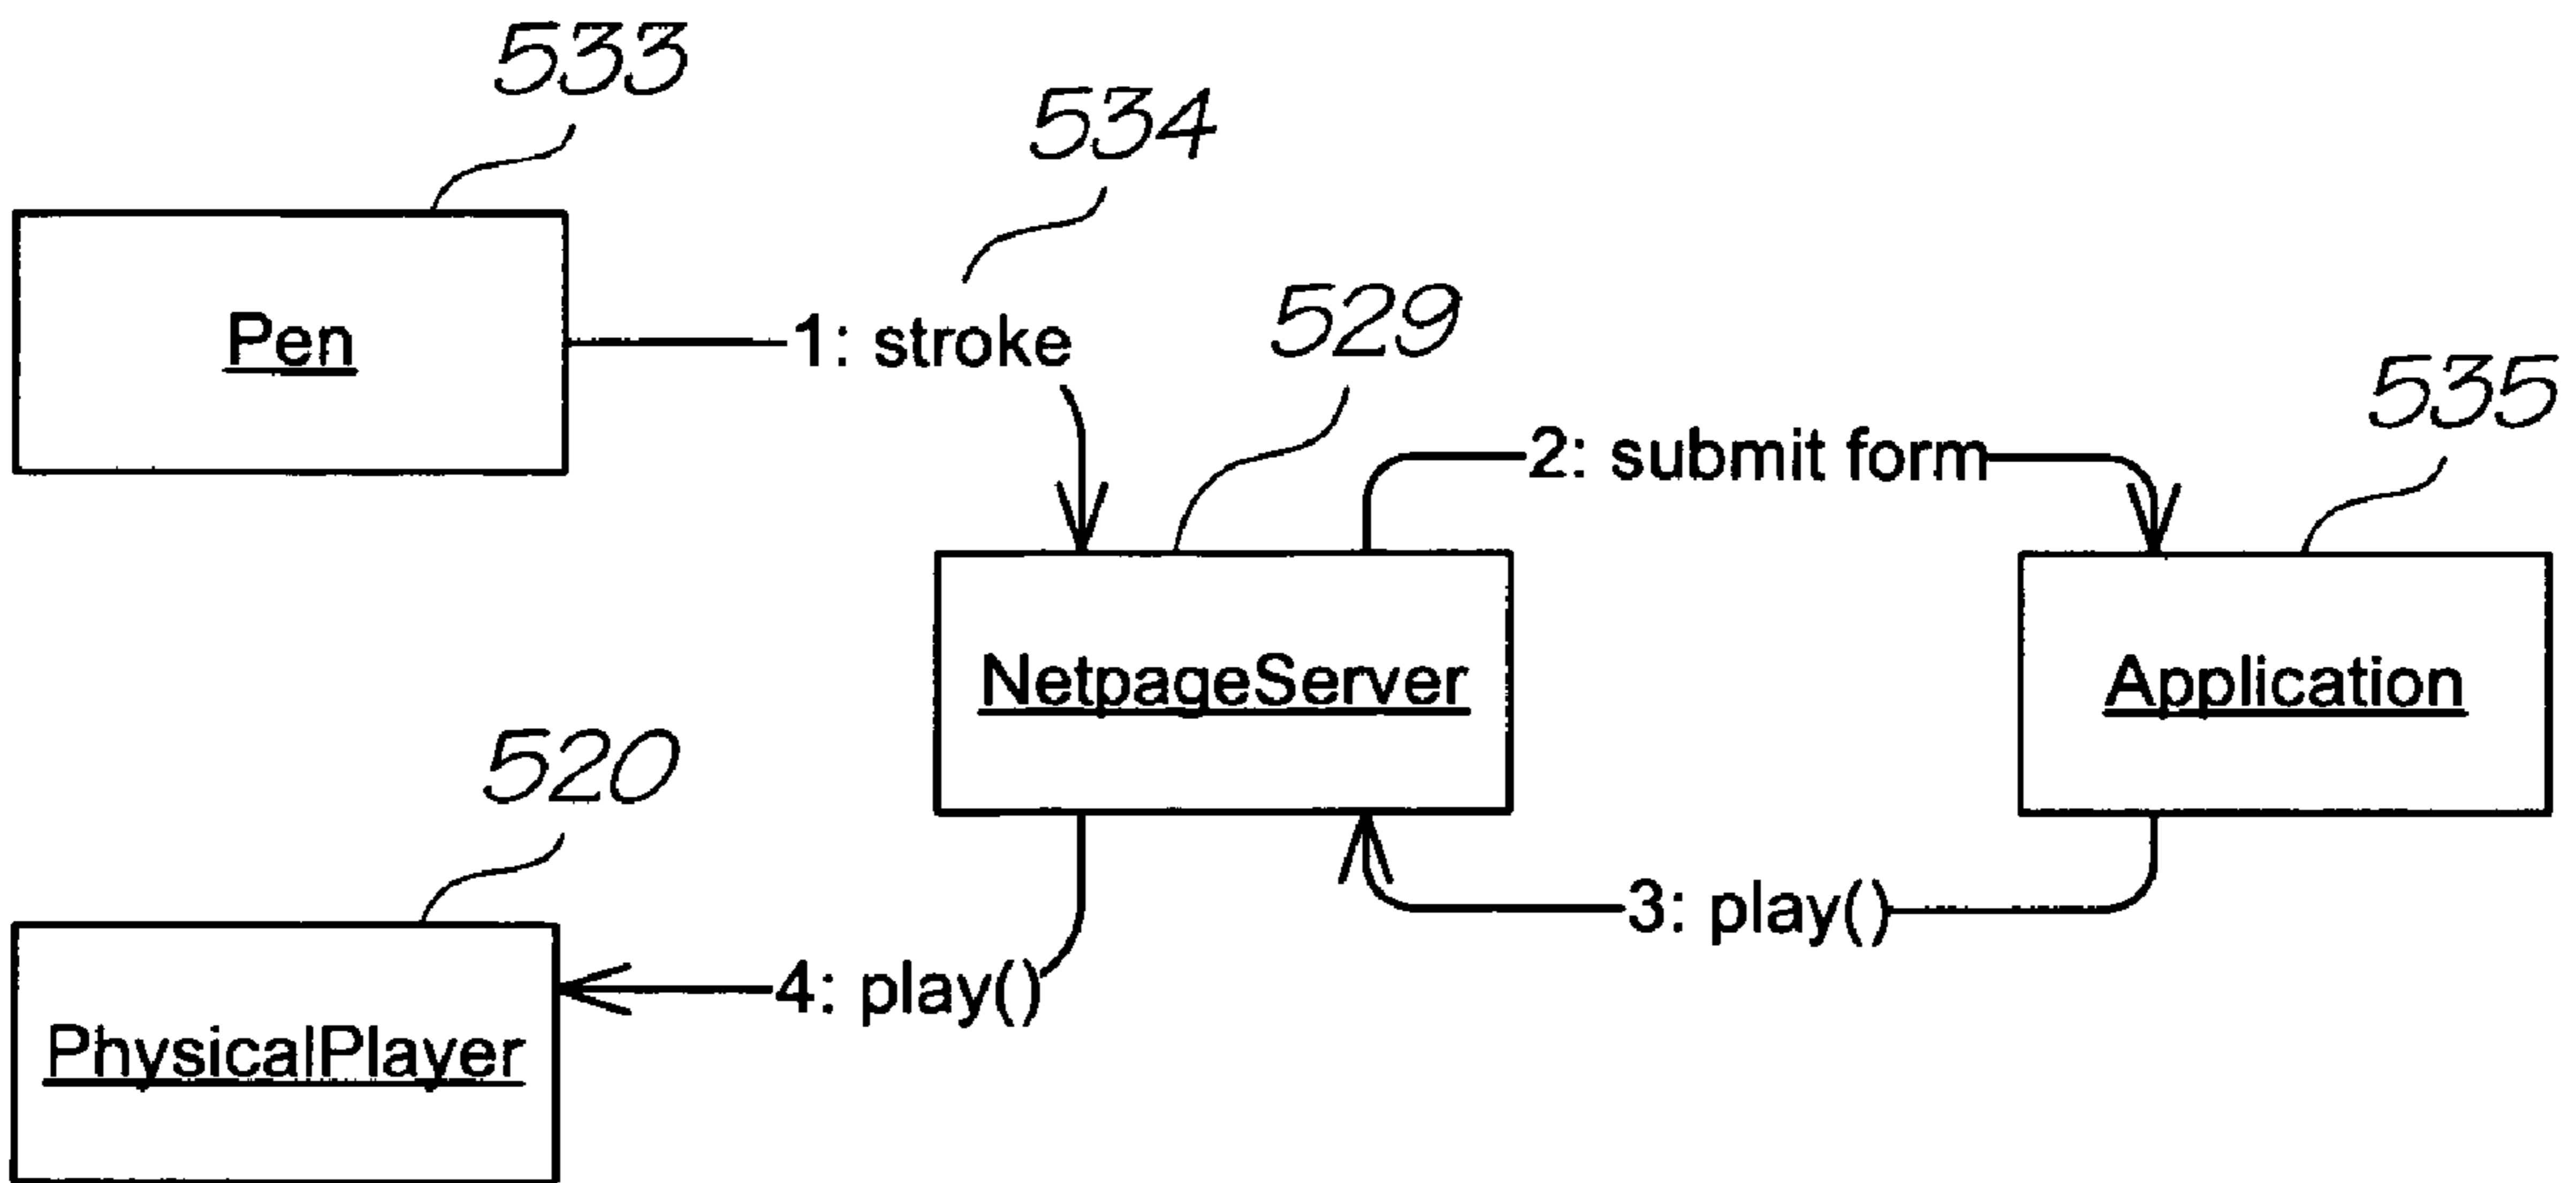 533
534
Pen
1: stroke
529
535
2: submit form
NetpageServer
Application
520
3: play()
4: play()
PhysicalPlayer